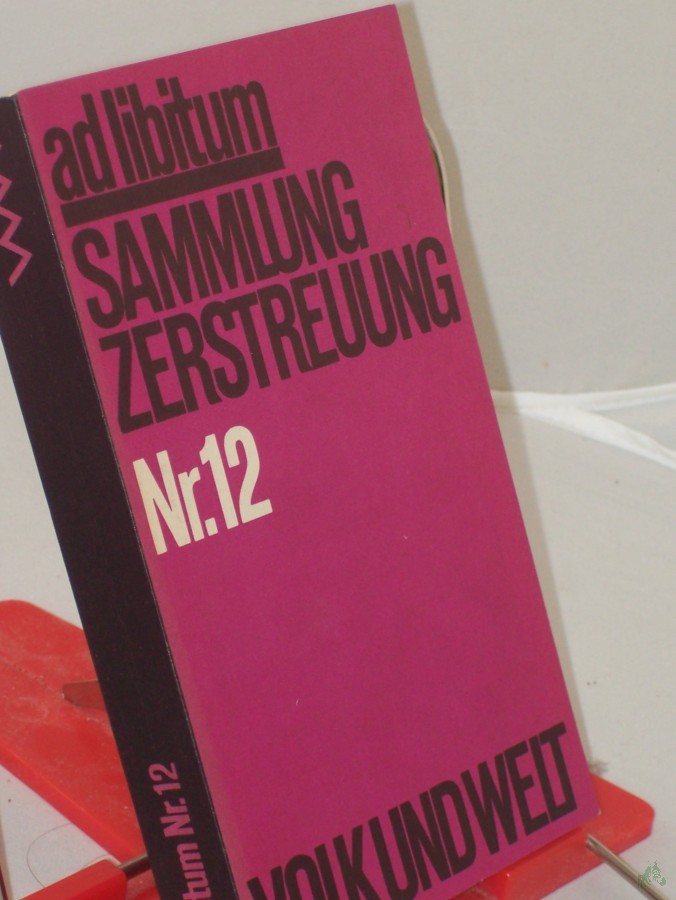 ad libitum
SAMMLUNG
ZERSTREUUNG
Nr.12
VOLK UND WELT
tum Nr. 12